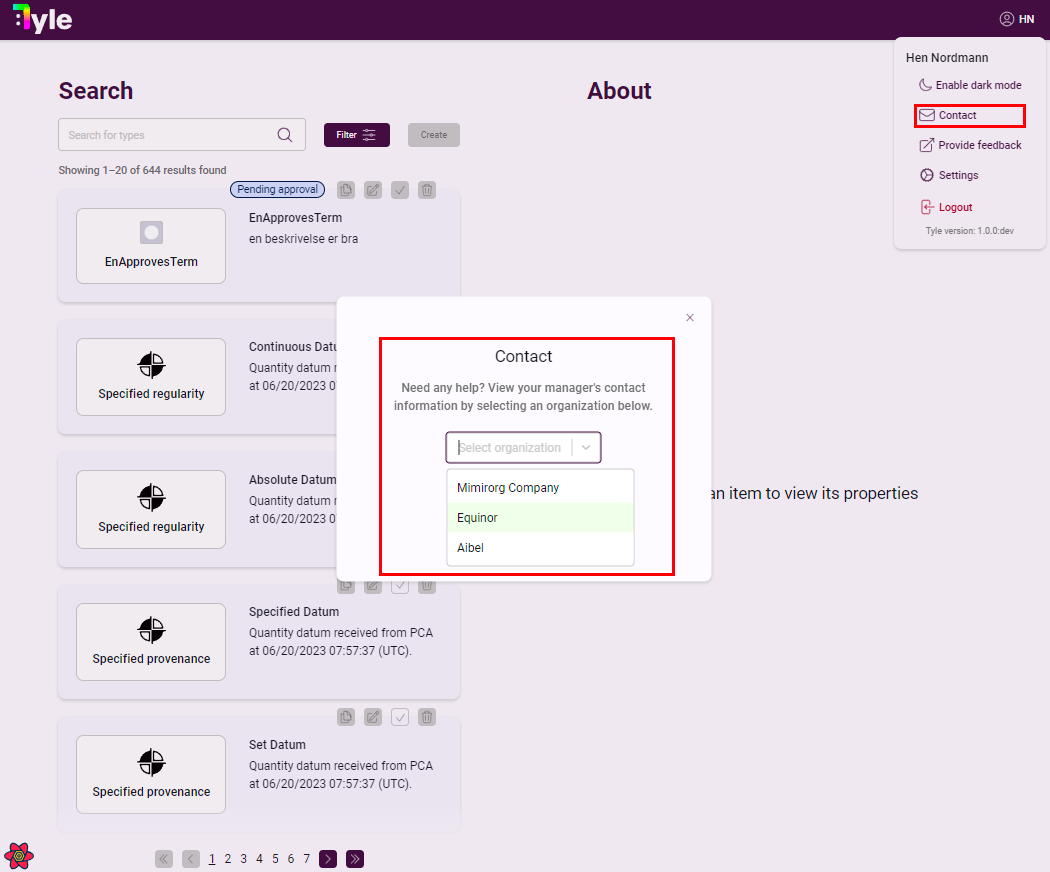 Tyle
HN
Hen Nordmann
Enable dark mode
Contact
Provide feedback
Settings
Logout
Tyle version: 1.0.0:dev
Search
Search for types
Filter
Create
Showing 1–20 of 644 results found
Pending approval
EnApprovesTerm
EnApprovesTerm
en beskrivelse er bra
Specified regularity
Continuous Datu
Quantity datum r
at 06/20/2023 0
Specified regularity
Absolute Datum
Quantity datum r
at 06/20/2023 0
Specified provenance
Specified Datum
Quantity datum received from PCA
at 06/20/2023 07:57:37 (UTC).
Specified provenance
Set Datum
Quantity datum received from PCA
at 06/20/2023 07:57:37 (UTC).
1 2 3 4 5 6 7
About
an item to view its properties
Contact
Need any help? View your manager's contact
information by selecting an organization below.
Select organization
Mimirorg Company
Equinor
Aibel